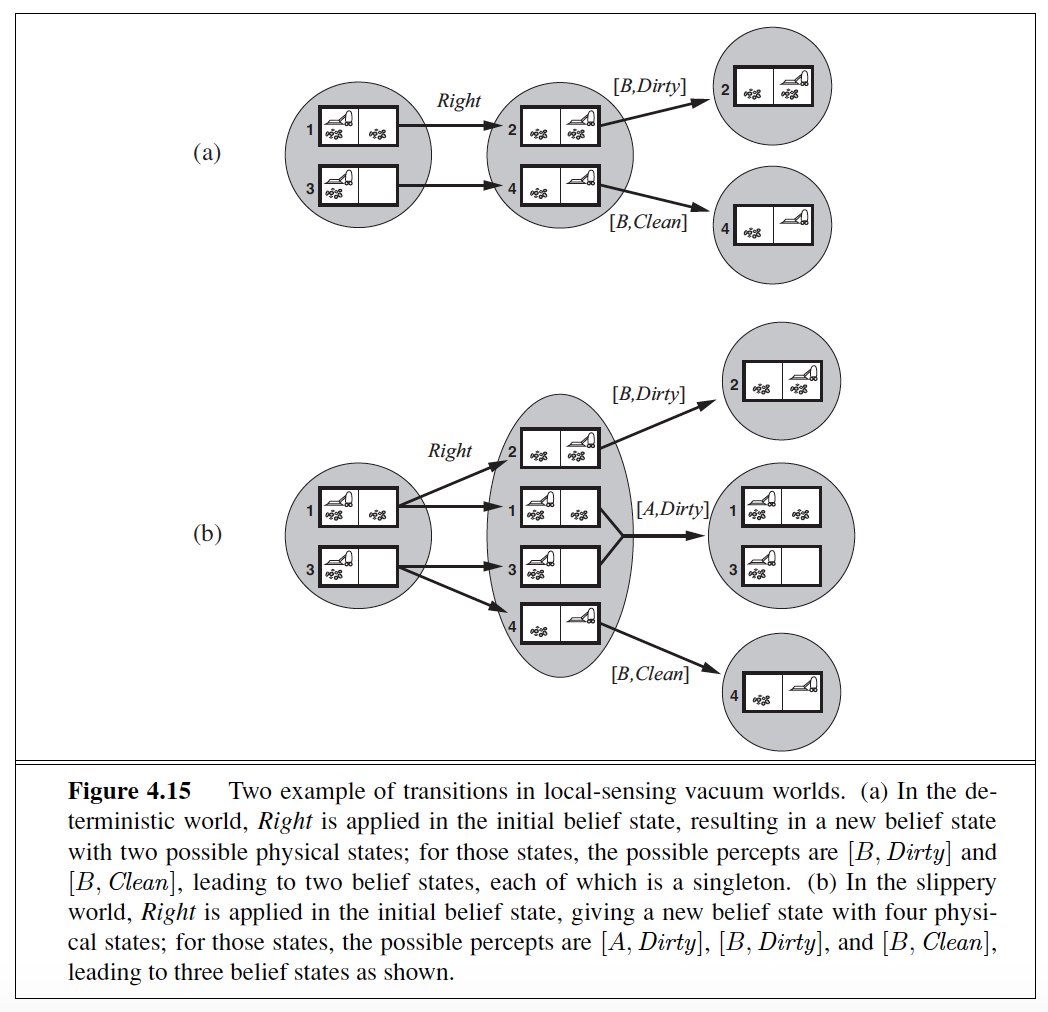 (a)
1
3
Right
2
4
[B,Dirty]
[B,Clean]
2
4
(b)
1
3
Right
2
1
3
4
[B,Dirty]
[A,Dirty]
[B,Clean]
2
1
3
4
Figure 4.15 Two example of transitions in local-sensing vacuum worlds. (a) In the de-
terministic world, Right is applied in the initial belief state, resulting in a new belief state
with two possible physical states; for those states, the possible percepts are [B, Dirty] and
[B, Clean], leading to two belief states, each of which is a singleton. (b) In the slippery
world, Right is applied in the initial belief state, giving a new belief state with four physi-
cal states; for those states, the possible percepts are [A, Dirty], [B, Dirty], and [B, Clean],
leading to three belief states as shown.